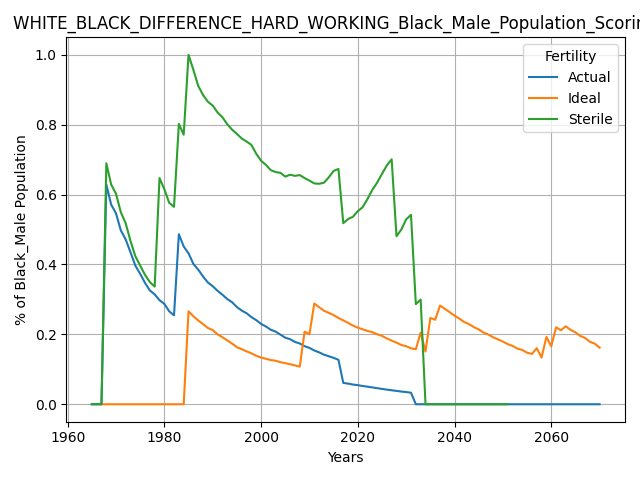 WHITE_BLACK_DIFFERENCE_HARD_WORKING_Black_Male_Population_Scorin
Fertility
Actual
Ideal
Sterile
% of Black_Male Population
1.0
0.8
0.6
0.4
0.2
0.0
1960 1980 2000 2020 2040 2060
Years